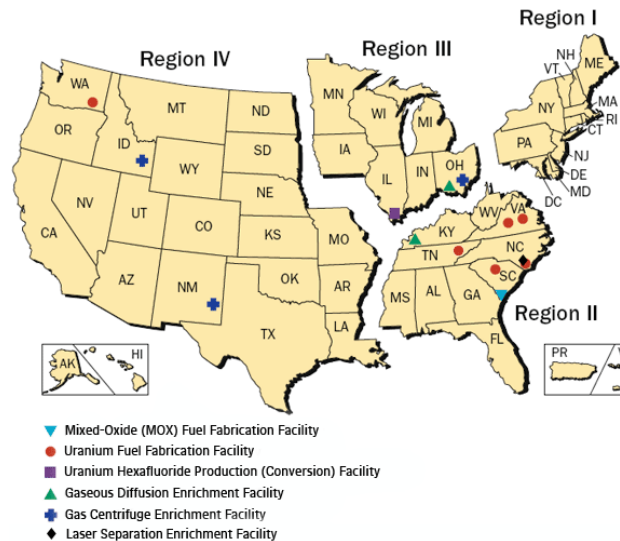 Region I
Region III
Region IV
NH
ME
VT
WA
MT
ND
MN
NY
MA
OR
WI
RI
ID
SD
MI
CT
WY
IA
PA
NJ
NE
OH
DE
NV
IL
IN
MD
UT
DC
CO
WV
VA
CA
KS
MO
KY
NC
TN
AZ
NM
OK
AR
SC
MS
AL
GA
Region II
LA
TX
FL
AK
HI
PR
Mixed-Oxide (MOX) Fuel Fabrication Facility
Uranium Fuel Fabrication Facility
Uranium Hexafluoride Production (Conversion) Facility
Gaseous Diffusion Enrichment Facility
Gas Centrifuge Enrichment Facility
Laser Separation Enrichment Facility